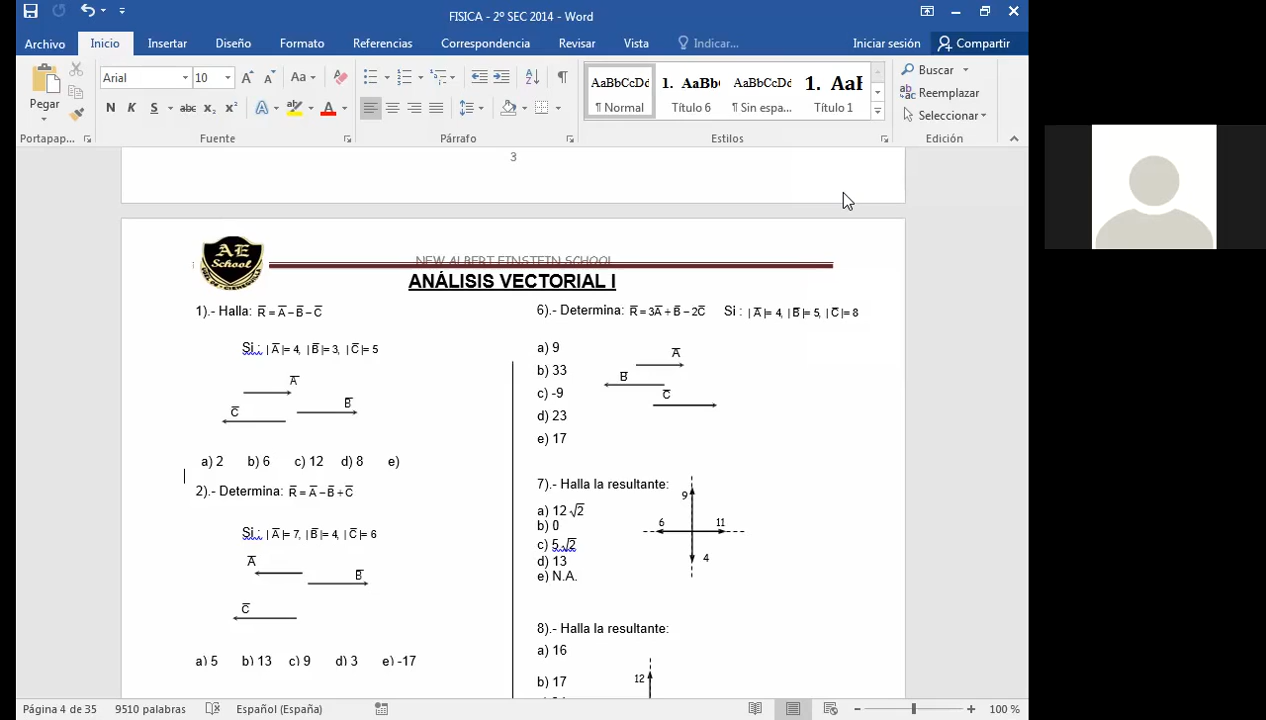 FISICA - 2º SEC 2014 - Word
Archivo Inicio Insertar Diseño Formato Referencias Correspondencia Revisar Vista Indicar... Iniciar sesión Compartir
Pegar
Arial 10
Aa
N K S abc x₂ x² A A
AaBbCcDd 1. AaBb AaBbCcDd 1. AaB
¶ Normal Título 6 ¶ Sin espa... Título 1
Buscar
Reemplazar
Seleccionar
Portapap... Fuente Párrafo Estilos Edición
3
AE
School
NEW ALBERT EINSTEIN SCHOOL
ANÁLISIS VECTORIAL I
1).- Halla: R̅ = A̅ − B̅ − C̅
Si : | A̅ |= 4, | B̅ |= 3, | C̅ |= 5
A̅
B̅
C̅
a) 2 b) 6 c) 12 d) 8 e)
2).- Determina: R̅ = A̅ − B̅ + C̅
Si : | A̅ |= 7, | B̅ |= 4, | C̅ |= 6
A̅
B̅
C̅
a) 5 b) 13 c) 9 d) 3 e) -17
6).- Determina: R̅ = 3A̅ + B̅ − 2C̅ Si : | A̅ |= 4, | B̅ |= 5, | C̅ |= 8
a) 9
b) 33
c) -9
d) 23
e) 17
A̅
B̅
C̅
7).- Halla la resultante:
a) 12√2
b) 0
c) 5√2
d) 13
e) N.A.
9
6 11
4
8).- Halla la resultante:
a) 16
b) 17
12
Página 4 de 35 9510 palabras Español (España) 100 %